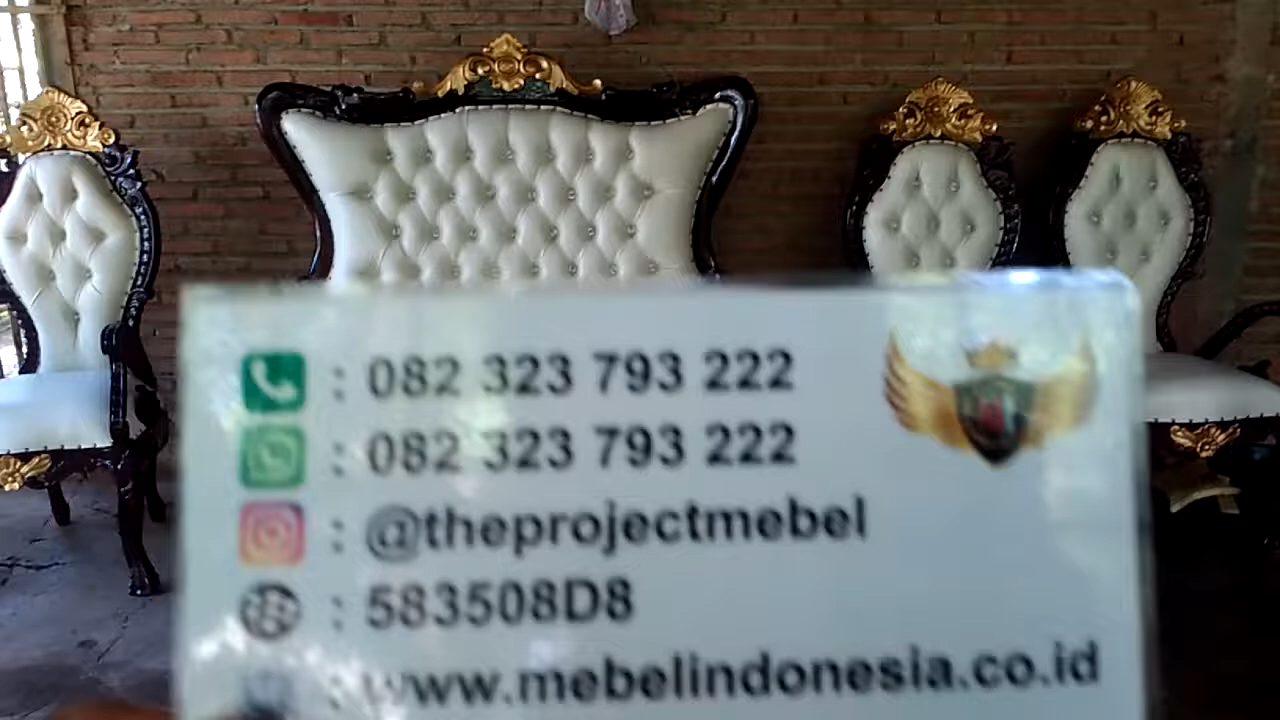 : 082 323 793 222
: 082 323 793 222
: @theprojectmebel
: 583508D8
: www.mebelindonesia.co.id